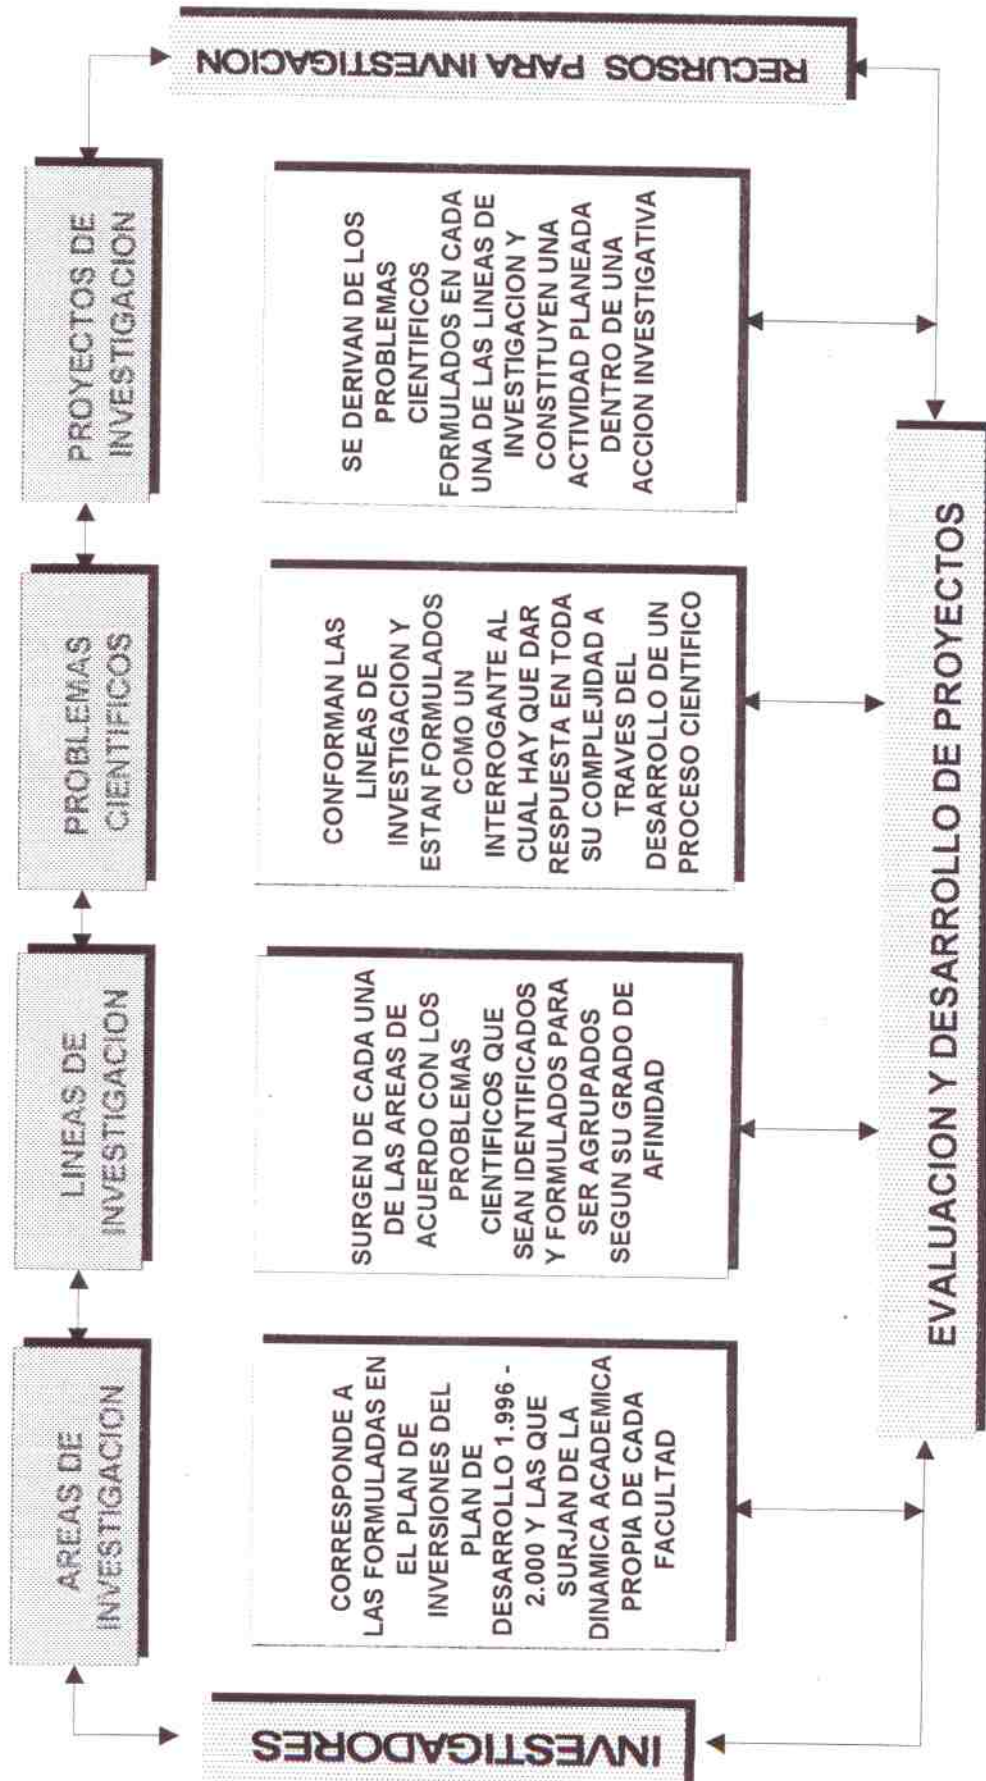 INVESTIGADORES
AREAS DE
INVESTIGACION
LINEAS DE
INVESTIGACION
PROBLEMAS
CIENTIFICOS
PROYECTOS DE
INVESTIGACION
RECURSOS PARA INVESTIGACION
CORRESPONDE A
LAS FORMULADAS EN
EL PLAN DE
INVERSIONES DEL
PLAN DE
DESARROLLO 1.996 -
2.000 Y LAS QUE
SURJAN DE LA
DINAMICA ACADEMICA
PROPIA DE CADA
FACULTAD
SURGEN DE CADA UNA
DE LAS AREAS DE
ACUERDO CON LOS
PROBLEMAS
CIENTIFICOS QUE
SEAN IDENTIFICADOS
Y FORMULADOS PARA
SER AGRUPADOS
SEGUN SU GRADO DE
AFINIDAD
CONFORMAN LAS
LINEAS DE
INVESTIGACION Y
ESTAN FORMULADOS
COMO UN
INTERROGANTE AL
CUAL HAY QUE DAR
RESPUESTA EN TODA
SU COMPLEJIDAD A
TRAVES DEL
DESARROLLO DE UN
PROCESO CIENTIFICO
SE DERIVAN DE LOS
PROBLEMAS
CIENTIFICOS
FORMULADOS EN CADA
UNA DE LAS LINEAS DE
INVESTIGACION Y
CONSTITUYEN UNA
ACTIVIDAD PLANEADA
DENTRO DE UNA
ACCION INVESTIGATIVA
EVALUACION Y DESARROLLO DE PROYECTOS